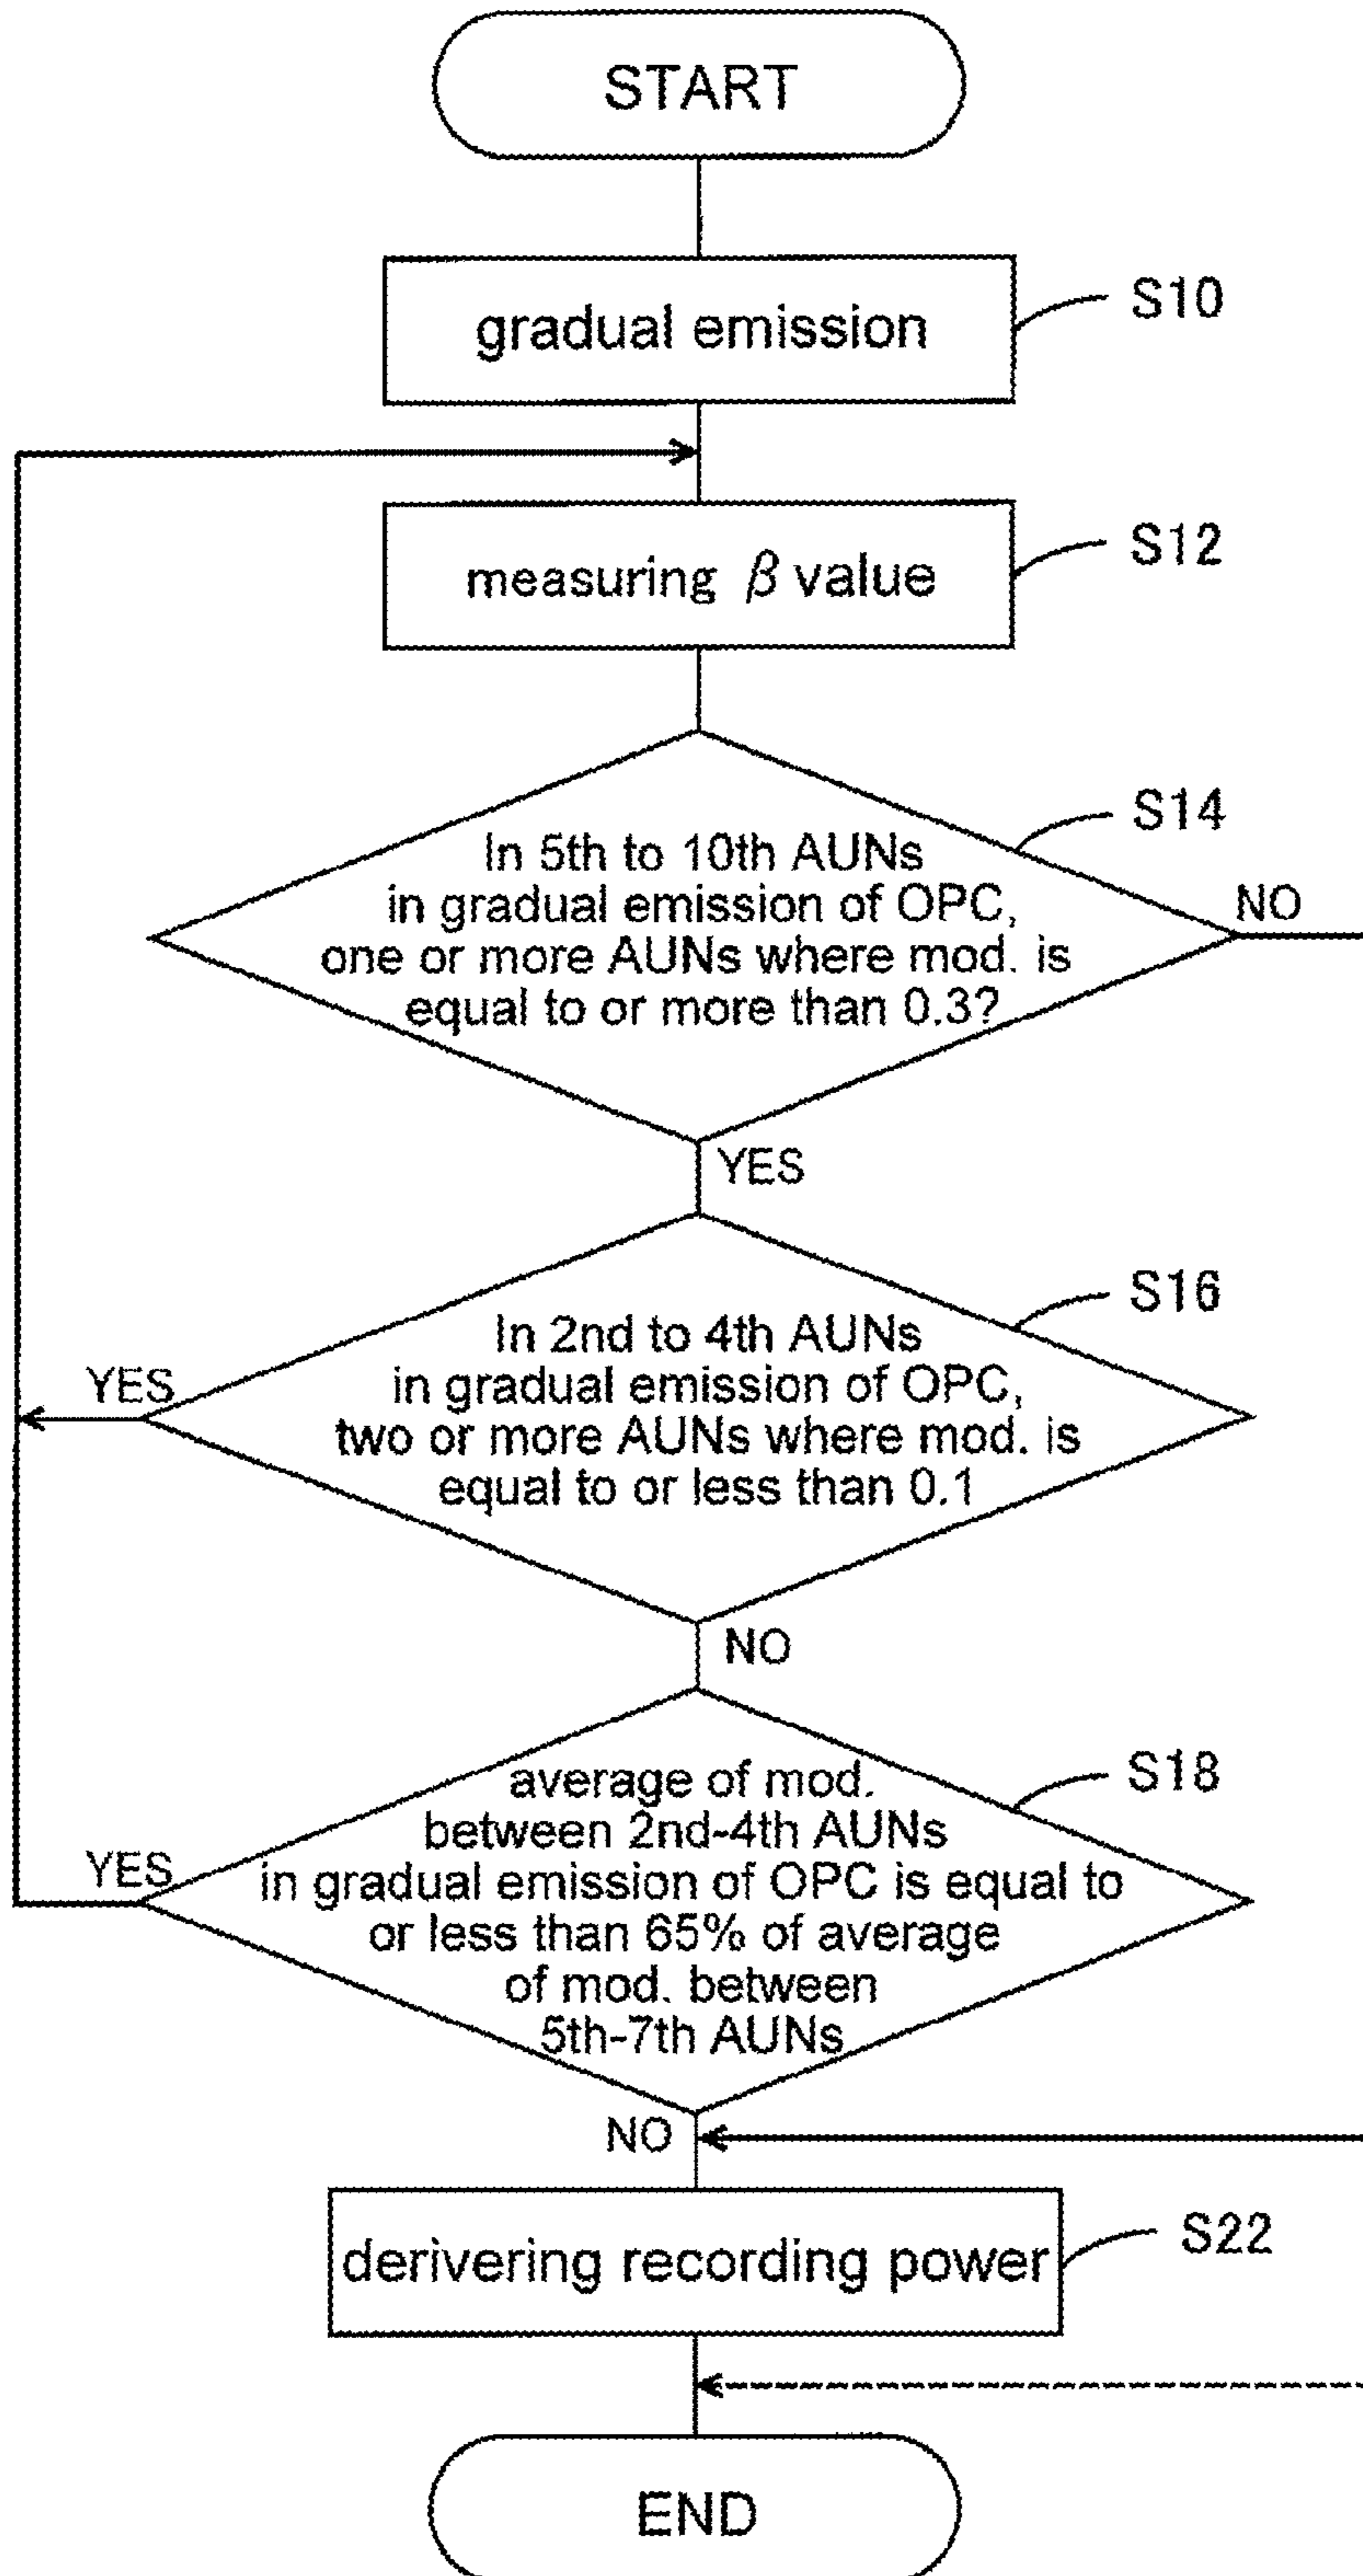 START
gradual emission
S10
measuring β value
S12
In 5th to 10th AUNs
in gradual emission of OPC,
one or more AUNs where mod. is
equal to or more than 0.3?
S14
NO
YES
In 2nd to 4th AUNs
in gradual emission of OPC,
two or more AUNs where mod. is
equal to or less than 0.1
S16
YES
NO
average of mod.
between 2nd-4th AUNs
in gradual emission of OPC is equal to
or less than 65% of average
of mod. between
5th-7th AUNs
S18
YES
NO
derivering recording power
S22
END